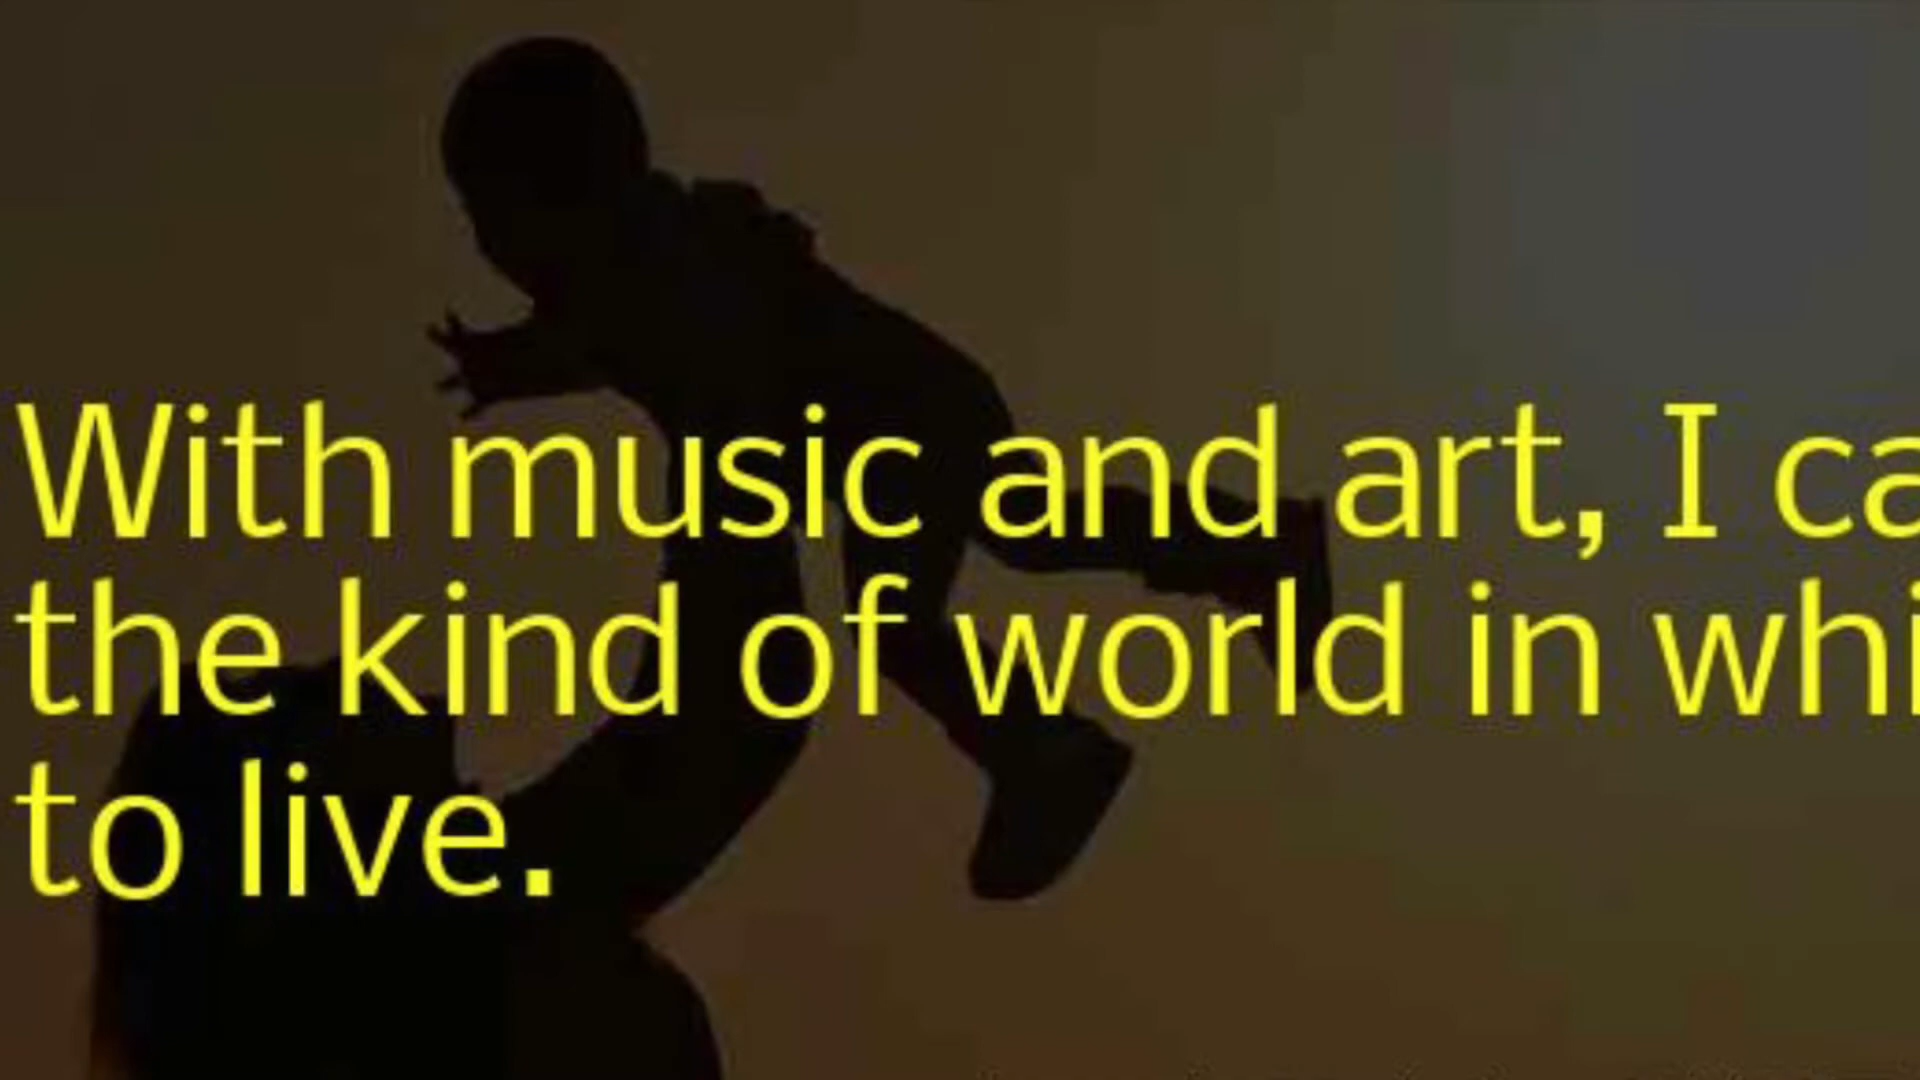 With music and art, I ca
the kind of world in whi
to live.